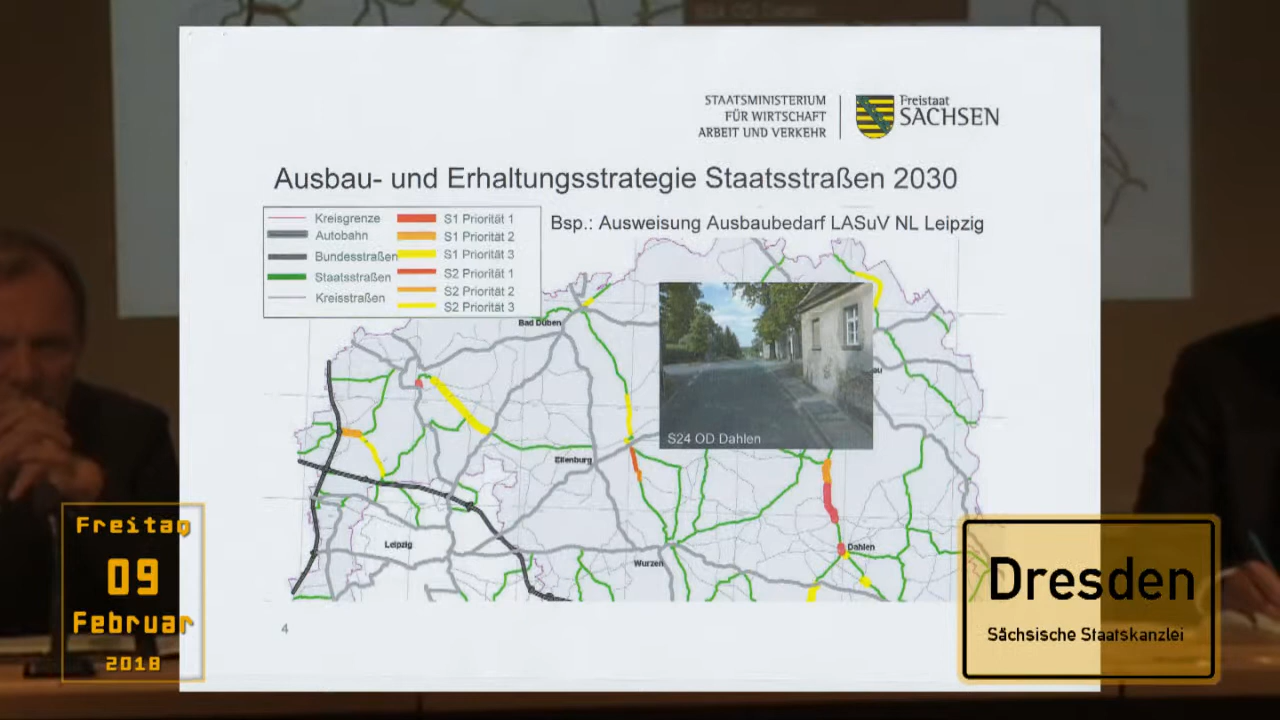 STAATSMINISTERIUM
FÜR WIRTSCHAFT
ARBEIT UND VERKEHR
Freistaat
SACHSEN
Ausbau- und Erhaltungsstrategie Staatsstraßen 2030
Bsp.: Ausweisung Ausbaubedarf LASuV NL Leipzig
Kreisgrenze
Autobahn
Bundesstraßen
Staatsstraßen
Kreisstraßen
S1 Priorität 1
S1 Priorität 2
S1 Priorität 3
S2 Priorität 1
S2 Priorität 2
S2 Priorität 3
Bad Düben
S24 OD Dahlen
Eilenburg
Leipzig
Wurzen
Dahlen
4
Freitag
09
Februar
2018
Dresden
Sächsische Staatskanzlei